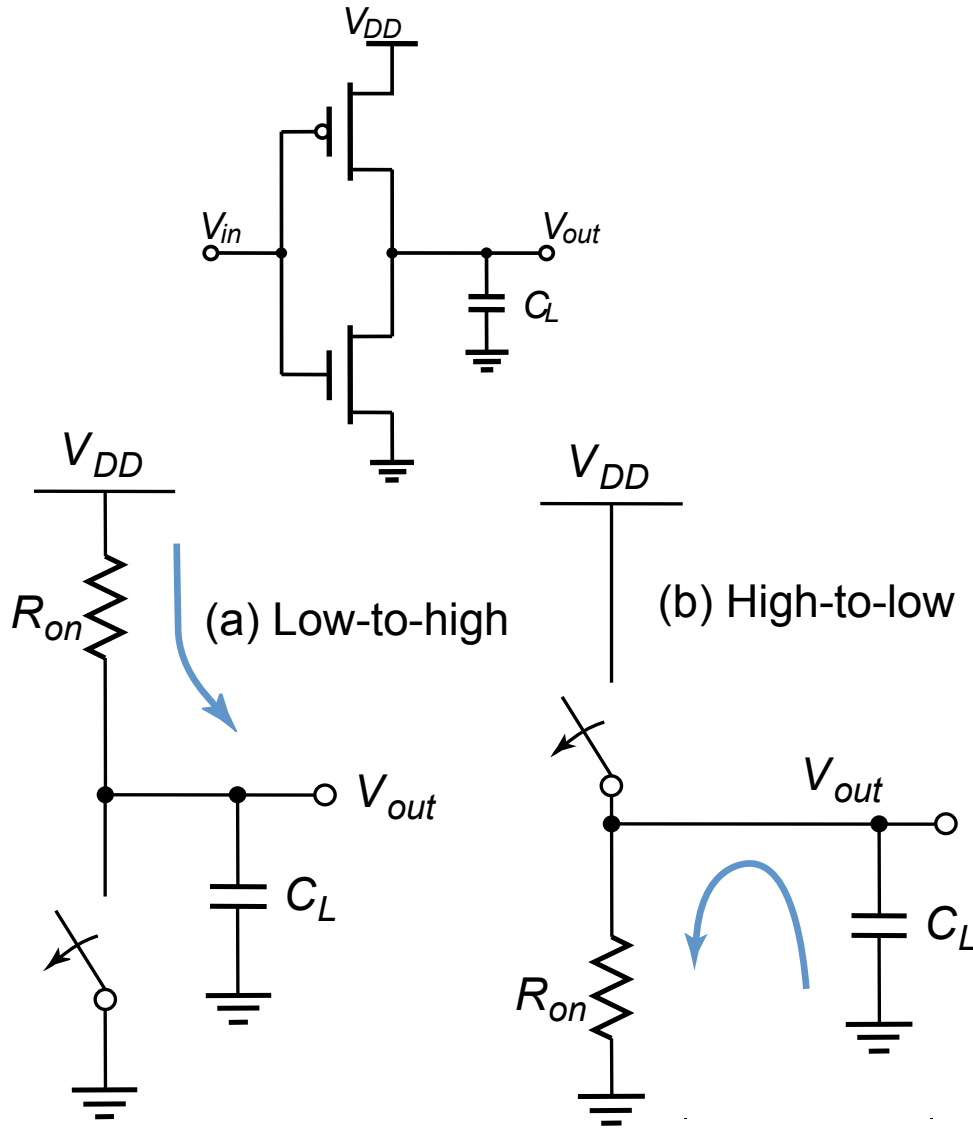 VDD
Vin
Vout
CL
VDD
Ron
(a) Low-to-high
Vout
CL
VDD
(b) High-to-low
Vout
CL
Ron